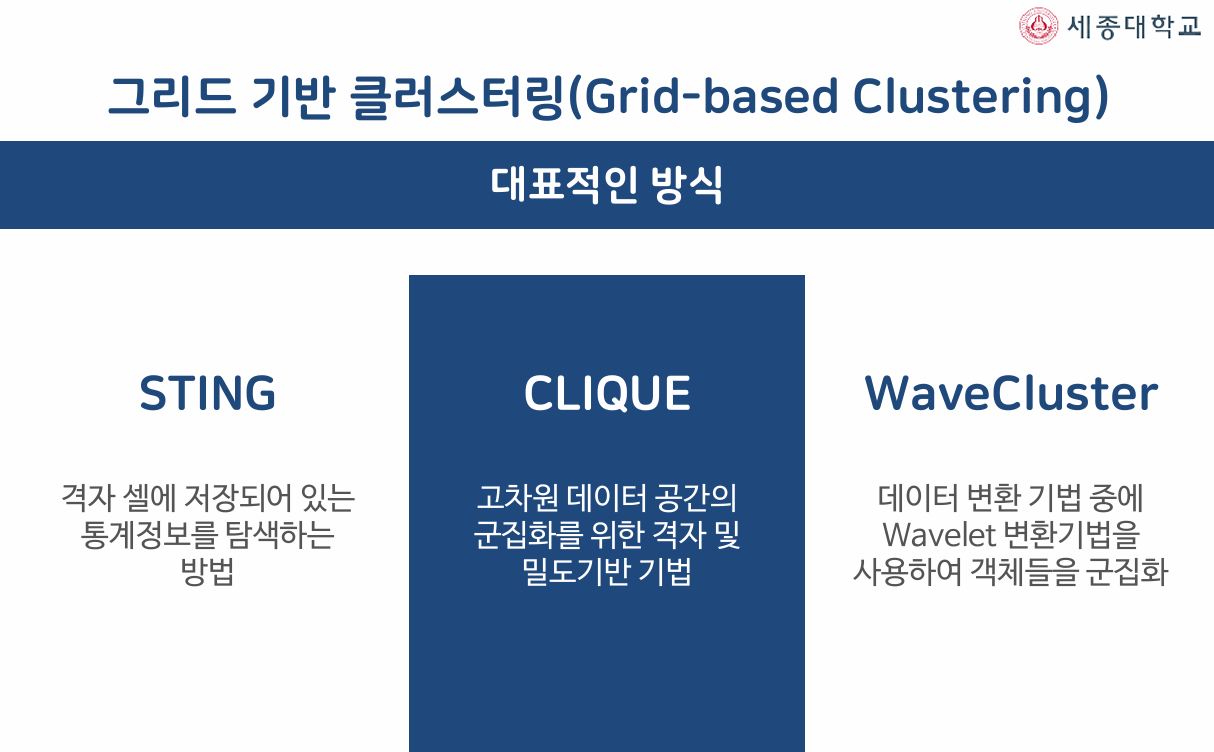 세종대학교
그리드 기반 클러스터링(Grid-based Clustering)
대표적인 방식
STING
격자 셀에 저장되어 있는
통계정보를 탐색하는
방법
CLIQUE
고차원 데이터 공간의
군집화를 위한 격자 및
밀도기반 기법
WaveCluster
데이터 변환 기법 중에
Wavelet 변환기법을
사용하여 객체들을 군집화